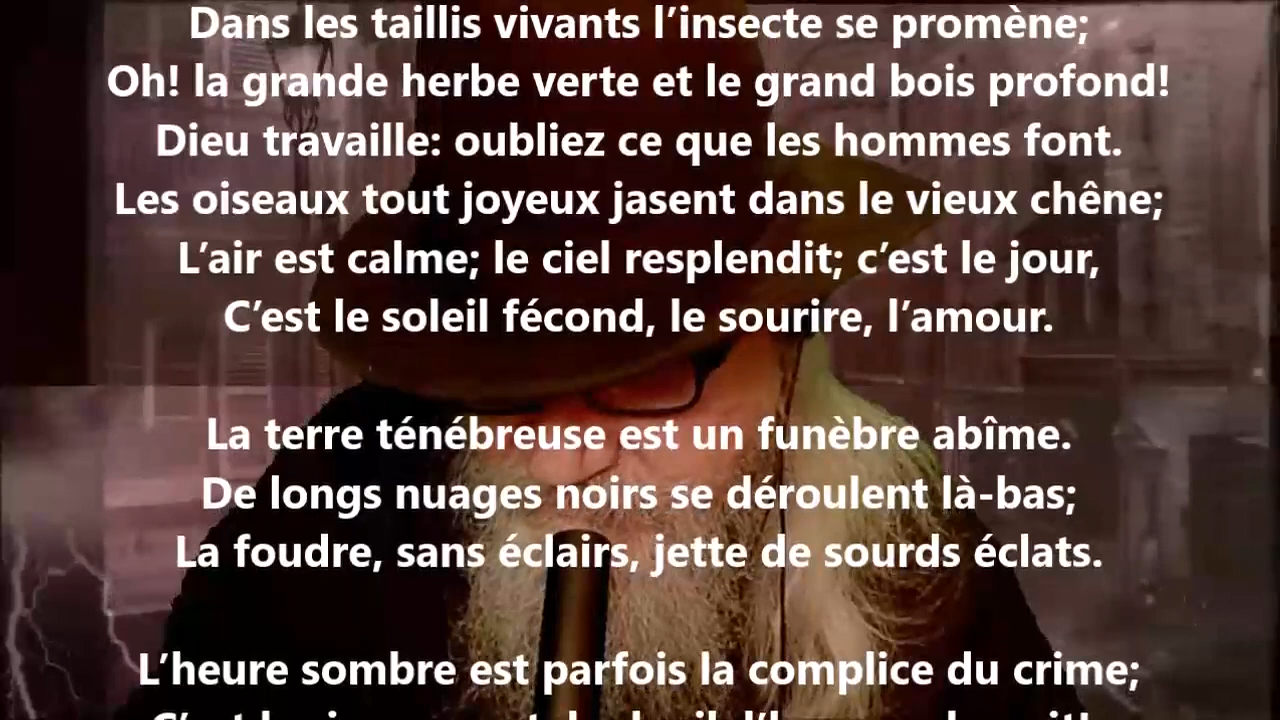 Dans les taillis vivants l’insecte se promène;
Oh! la grande herbe verte et le grand bois profond!
Dieu travaille: oubliez ce que les hommes font.
Les oiseaux tout joyeux jasent dans le vieux chêne;
L’air est calme; le ciel resplendit; c’est le jour,
C’est le soleil fécond, le sourire, l’amour.
La terre ténébreuse est un funèbre abîme.
De longs nuages noirs se déroulent là-bas;
La foudre, sans éclairs, jette de sourds éclats.
L’heure sombre est parfois la complice du crime;